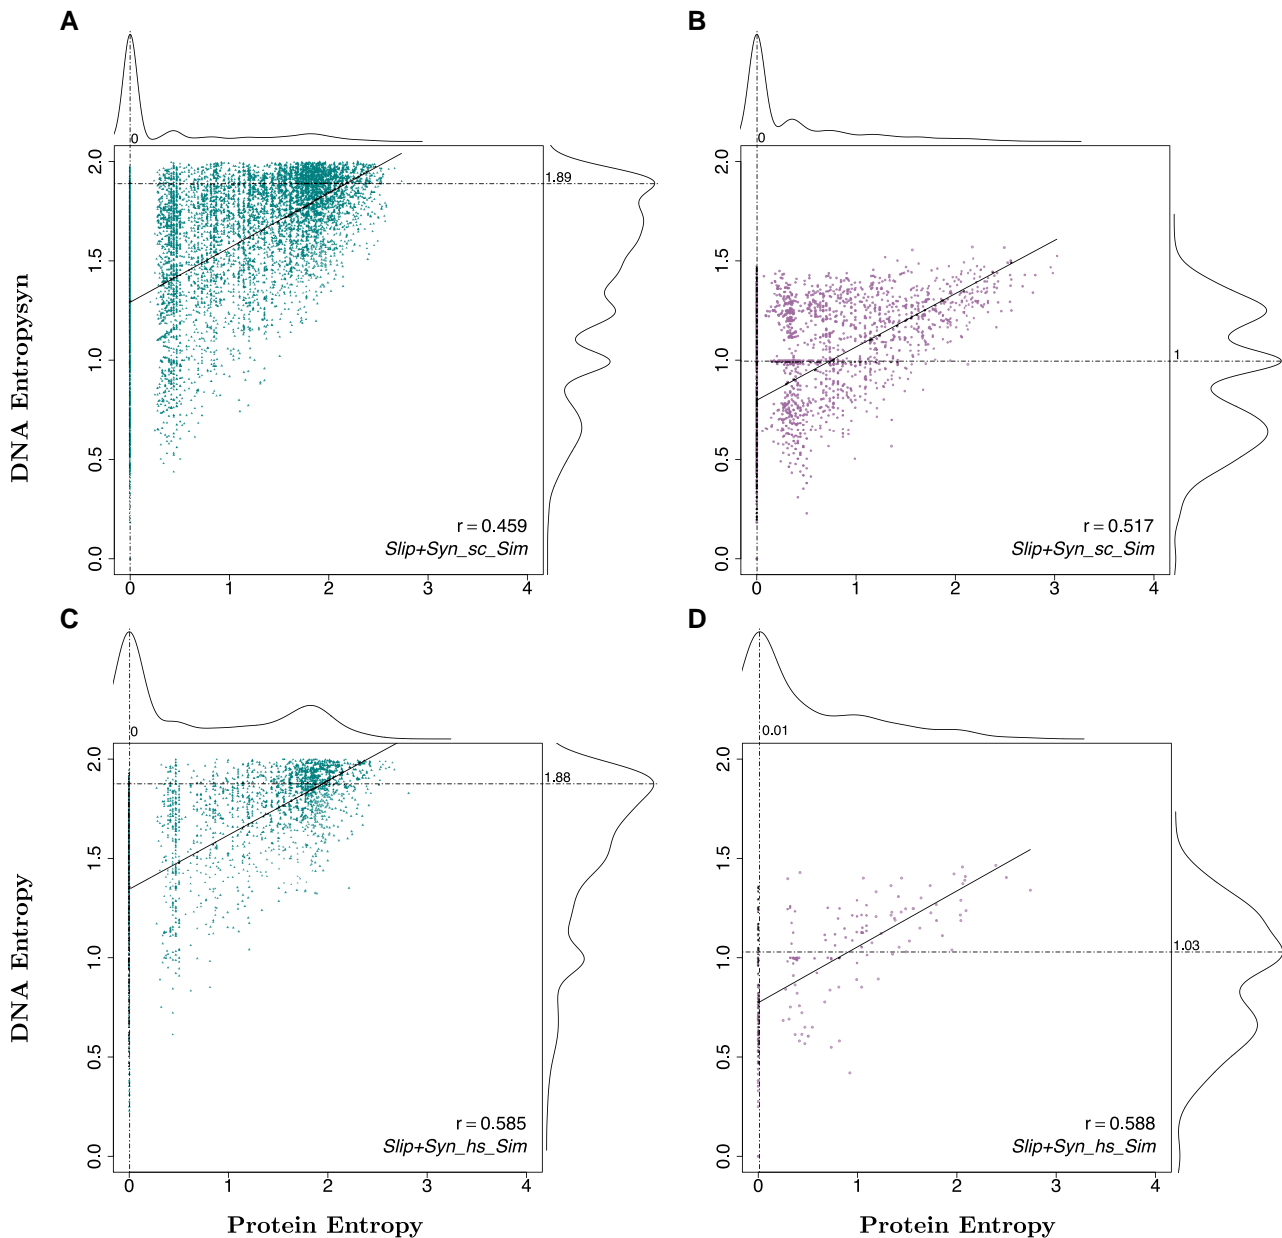 A
B
0
0
2.0
1.5
1.0
0.5
0.0
1.89
2.0
1.5
1.0
0.5
0.0
1
DNA Entropysyn
r = 0.459
Slip+Syn_sc_Sim
r = 0.517
Slip+Syn_sc_Sim
0 1 2 3 4
0 1 2 3 4
C
D
0
0.01
2.0
1.5
1.0
0.5
0.0
1.88
2.0
1.5
1.0
0.5
0.0
1.03
DNA Entropy
r = 0.585
Slip+Syn_hs_Sim
r = 0.588
Slip+Syn_hs_Sim
0 1 2 3 4
0 1 2 3 4
Protein Entropy
Protein Entropy